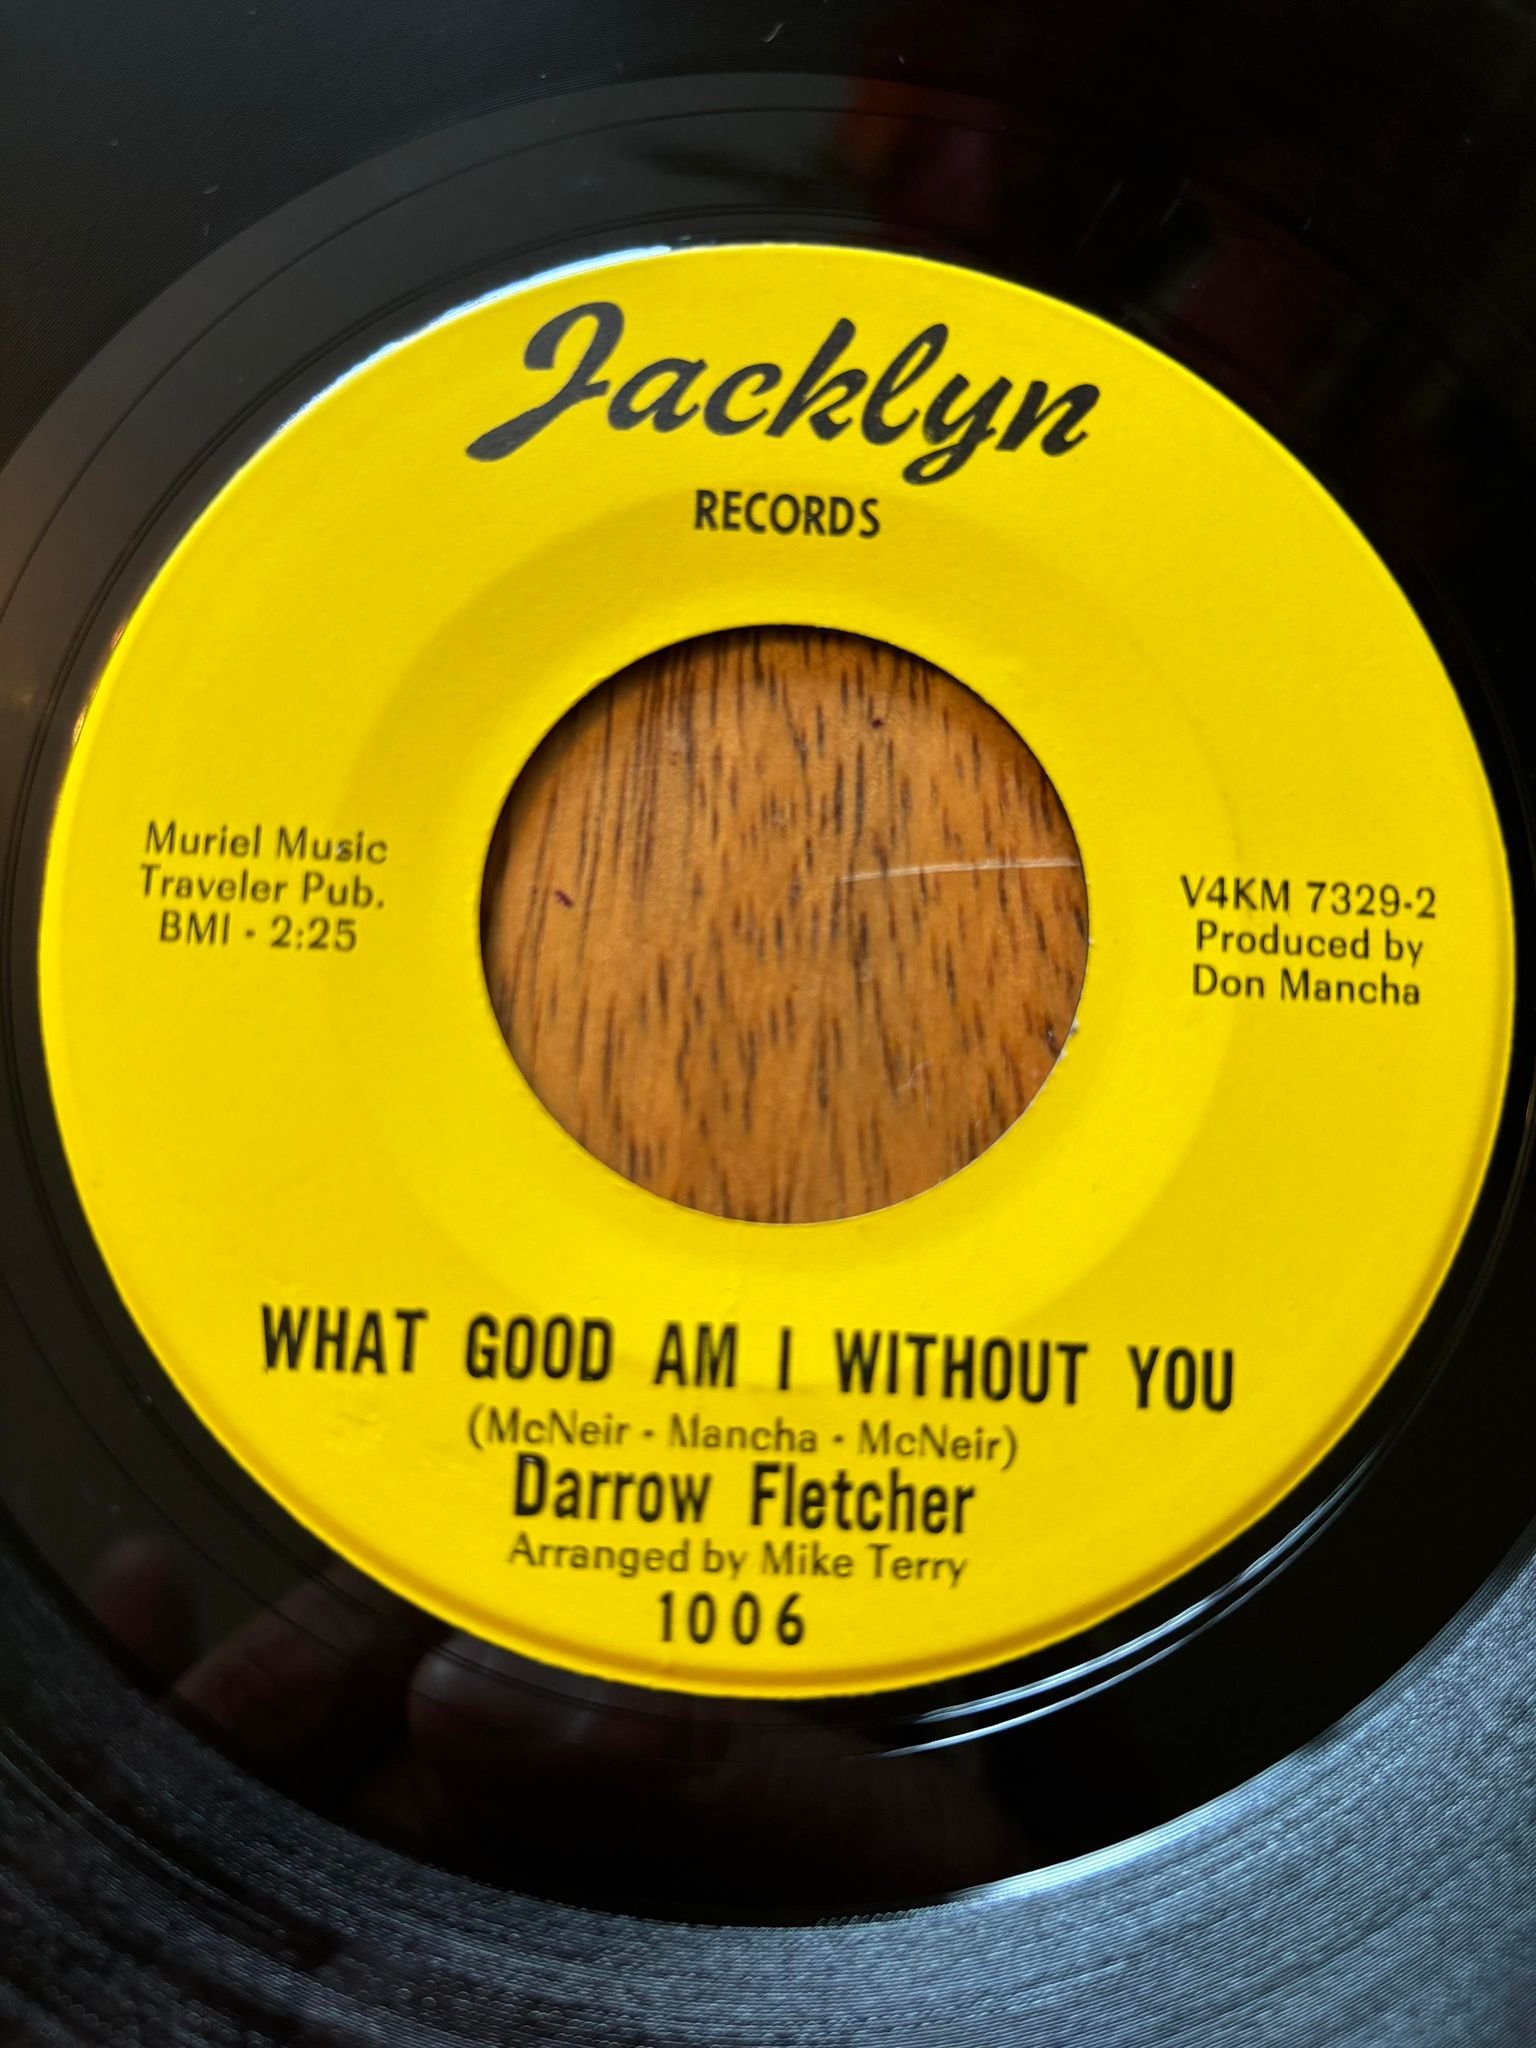 Jacklyn
RECORDS
Muriel Music
Traveler Pub.
BMI - 2:25
V4KM 7329-2
Produced by
Don Mancha
WHAT GOOD AM I WITHOUT YOU
(McNeir - Mancha - McNeir)
Darrow Fletcher
Arranged by Mike Terry
1006